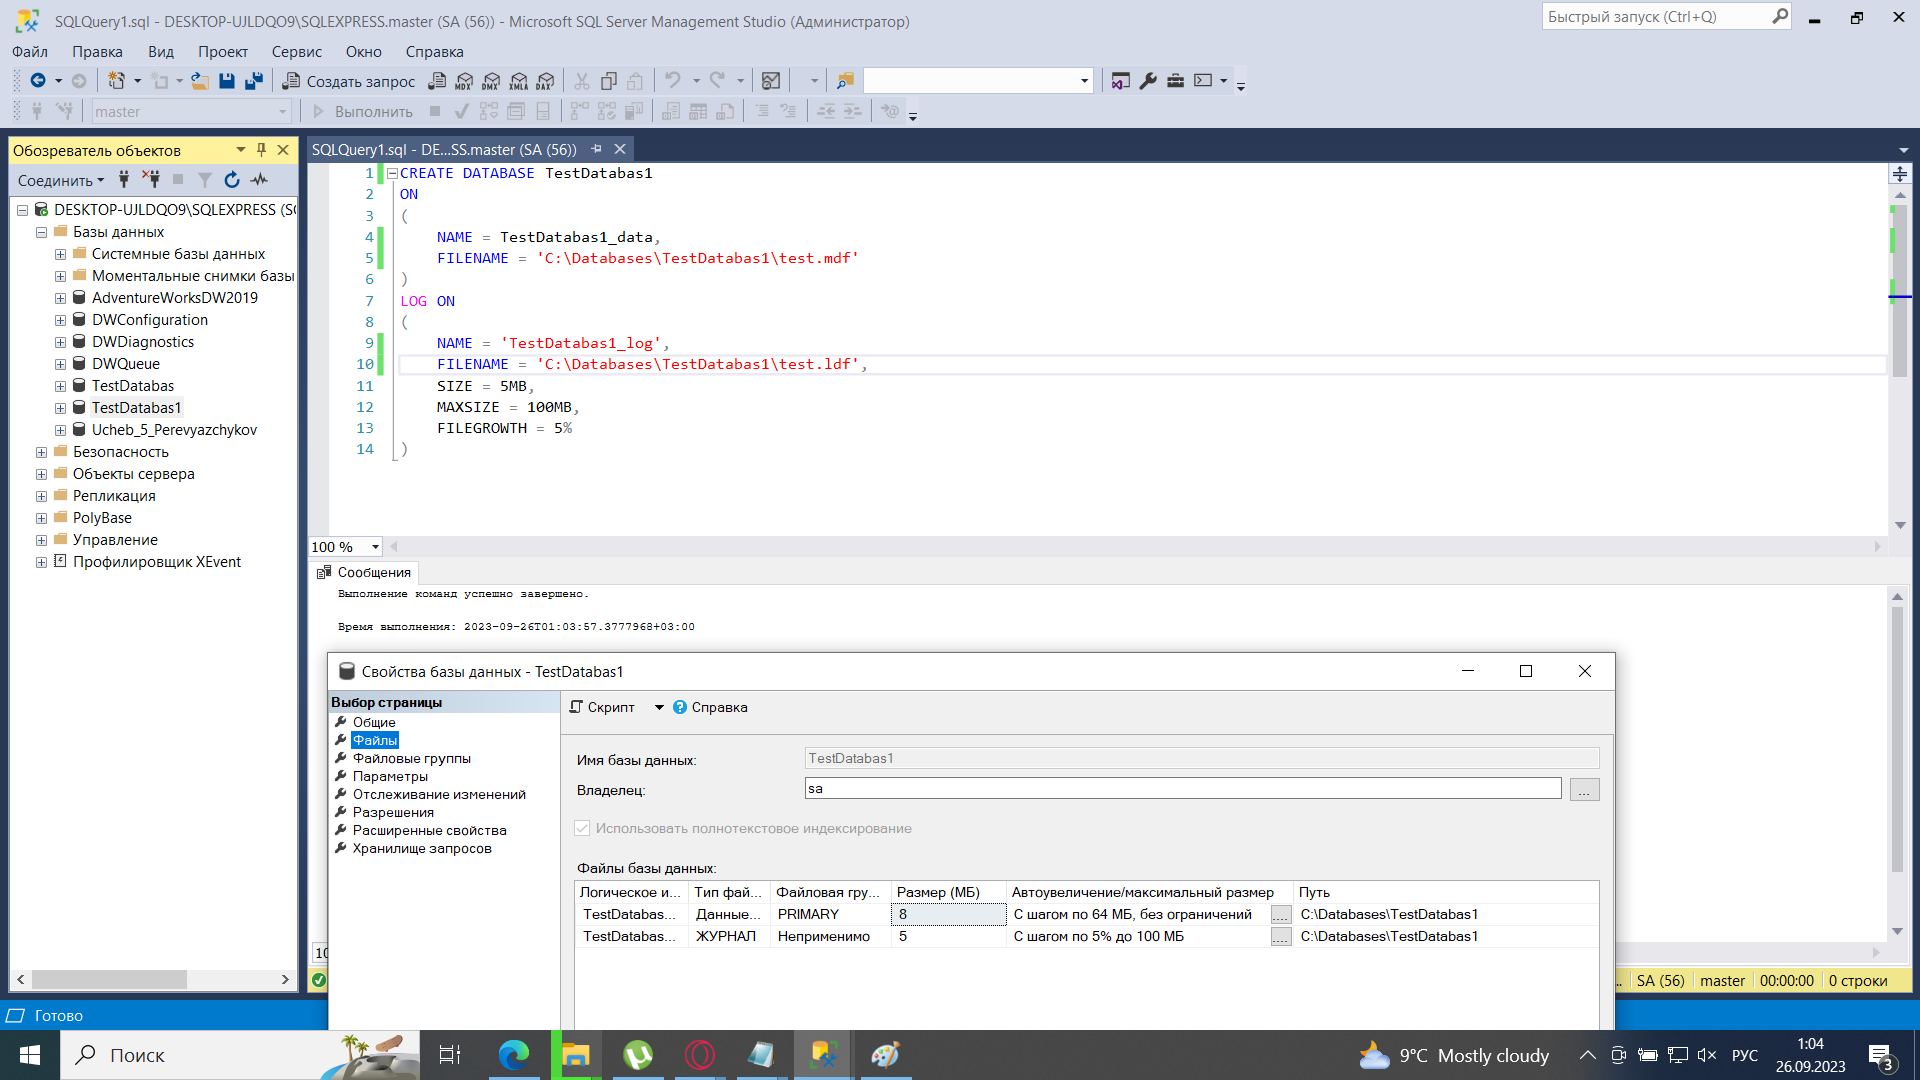 SQLQuery1.sql - DESKTOP-UJLDQO9\SQLEXPRESS.master (SA (56)) - Microsoft SQL Server Management Studio (Администратор)
Быстрый запуск (Ctrl+Q)
Файл Правка Вид Проект Сервис Окно Справка
Создать запрос MDX DMX XMLA DAX
master Выполнить
Обозреватель объектов
Соединить
DESKTOP-UJLDQO9\SQLEXPRESS (S
Базы данных
Системные базы данных
Моментальные снимки базы
AdventureWorksDW2019
DWConfiguration
DWDiagnostics
DWQueue
TestDatabas
TestDatabas1
Ucheb_5_Perevyazchykov
Безопасность
Объекты сервера
Репликация
PolyBase
Управление
Профилировщик XEvent
SQLQuery1.sql - DE...SS.master (SA (56))
1 CREATE DATABASE TestDatabas1
2 ON
3 (
4 NAME = TestDatabas1_data,
5 FILENAME = 'C:\Databases\TestDatabas1\test.mdf'
6 )
7 LOG ON
8 (
9 NAME = 'TestDatabas1_log',
10 FILENAME = 'C:\Databases\TestDatabas1\test.ldf',
11 SIZE = 5MB,
12 MAXSIZE = 100MB,
13 FILEGROWTH = 5%
14 )
100 %
Сообщения
Выполнение команд успешно завершено.
Время выполнения: 2023-09-26T01:03:57.3777968+03:00
Свойства базы данных - TestDatabas1
Выбор страницы
Общие
Файлы
Файловые группы
Параметры
Отслеживание изменений
Разрешения
Расширенные свойства
Хранилище запросов
Скрипт Справка
Имя базы данных: TestDatabas1
Владелец: sa ...
Использовать полнотекстовое индексирование
Файлы базы данных:
Логическое и... Тип фай... Файловая гру... Размер (МБ) Автоувеличение/максимальный размер Путь
TestDatabas... Данные... PRIMARY 8 С шагом по 64 МБ, без ограничений .... C:\Databases\TestDatabas1
TestDatabas... ЖУРНАЛ Неприменимо 5 С шагом по 5% до 100 МБ .... C:\Databases\TestDatabas1
10
.. SA (56) master 00:00:00 0 строки
Готово
Поиск
9°C Mostly cloudy
РУС
1:04
26.09.2023
3